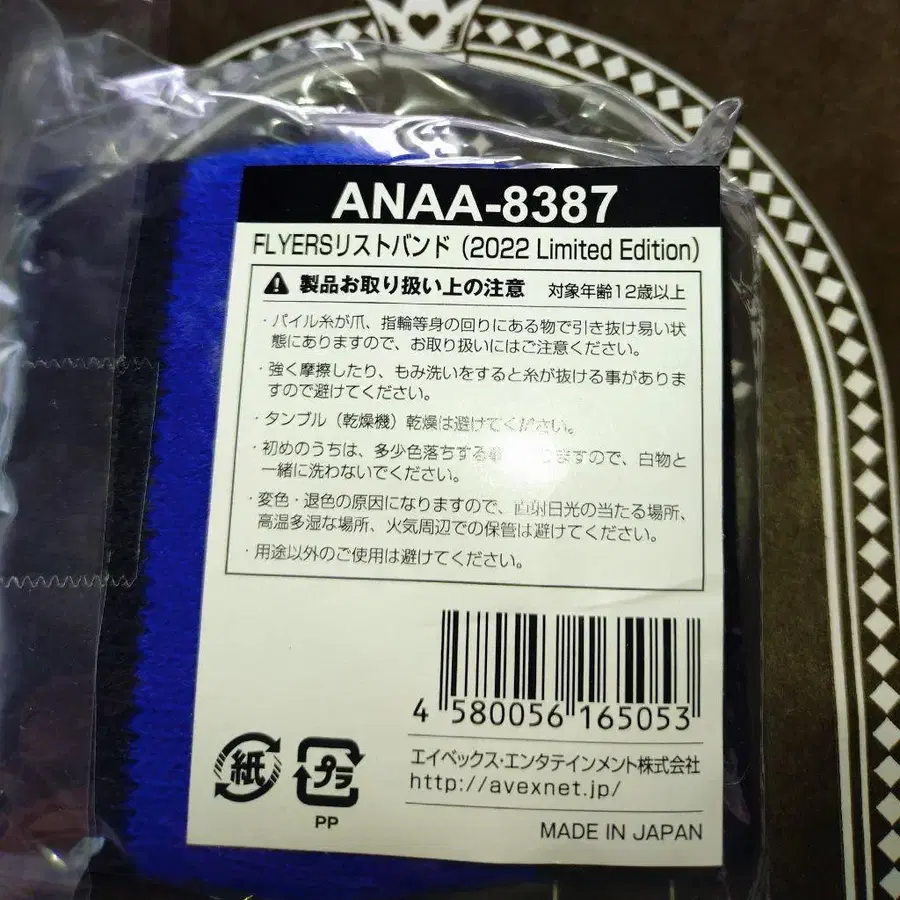 ANAA-8387
FLYERSリストバンド (2022 Limited Edition)
製品お取り扱い上の注意 対象年齢12歳以上
・パイル糸が爪、指輪等身の回りにある物で引き抜け易い状
態にありますので、お取り扱いにはご注意ください。
・強く摩擦したり、もみ洗いをすると糸が抜ける事がありま
すので避けてください。
・タンブル（乾燥機）乾燥は避けてください。
・初めのうちは、多少色落ちする事がありますので、白物と
一緒に洗わないでください。
・変色・退色の原因になりますので、直射日光の当たる場所、
高温多湿な場所、火気周辺での保管は避けてください。
・用途以外のご使用は避けてください。
4 580056 165053
エイベックス・エンタテインメント株式会社
http://avexnet.jp/
紙
プラ
PP
MADE IN JAPAN